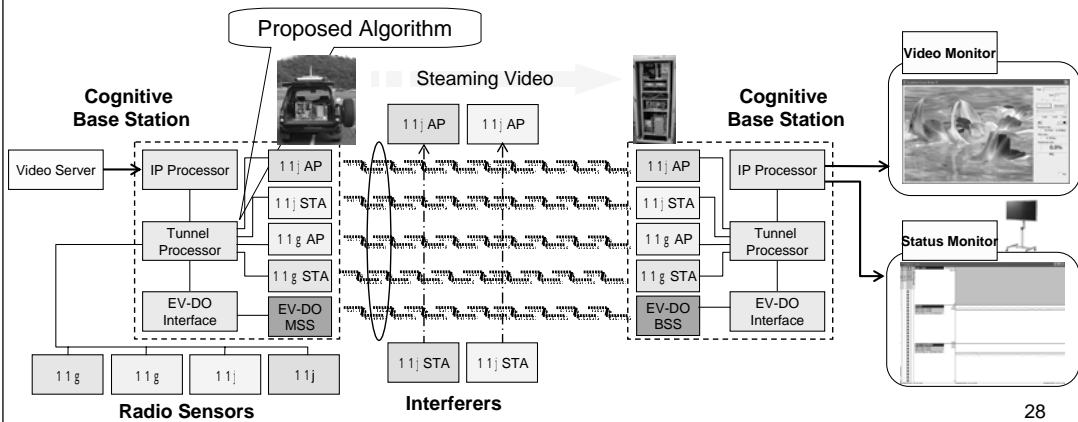 Proposed Algorithm
Steaming Video
Video Monitor
Cognitive
Base Station
Cognitive
Base Station
11j AP
11j AP
Video Server
IP Processor
11j AP
11j STA
11g AP
11g STA
EV-DO
MSS
Tunnel
Processor
EV-DO
Interface
11j AP
11j STA
11g AP
11g STA
EV-DO
BSS
IP Processor
Tunnel
Processor
EV-DO
Interface
Status Monitor
11j STA
11j STA
11g
11g
11j
11j
Radio Sensors
Interferers
28